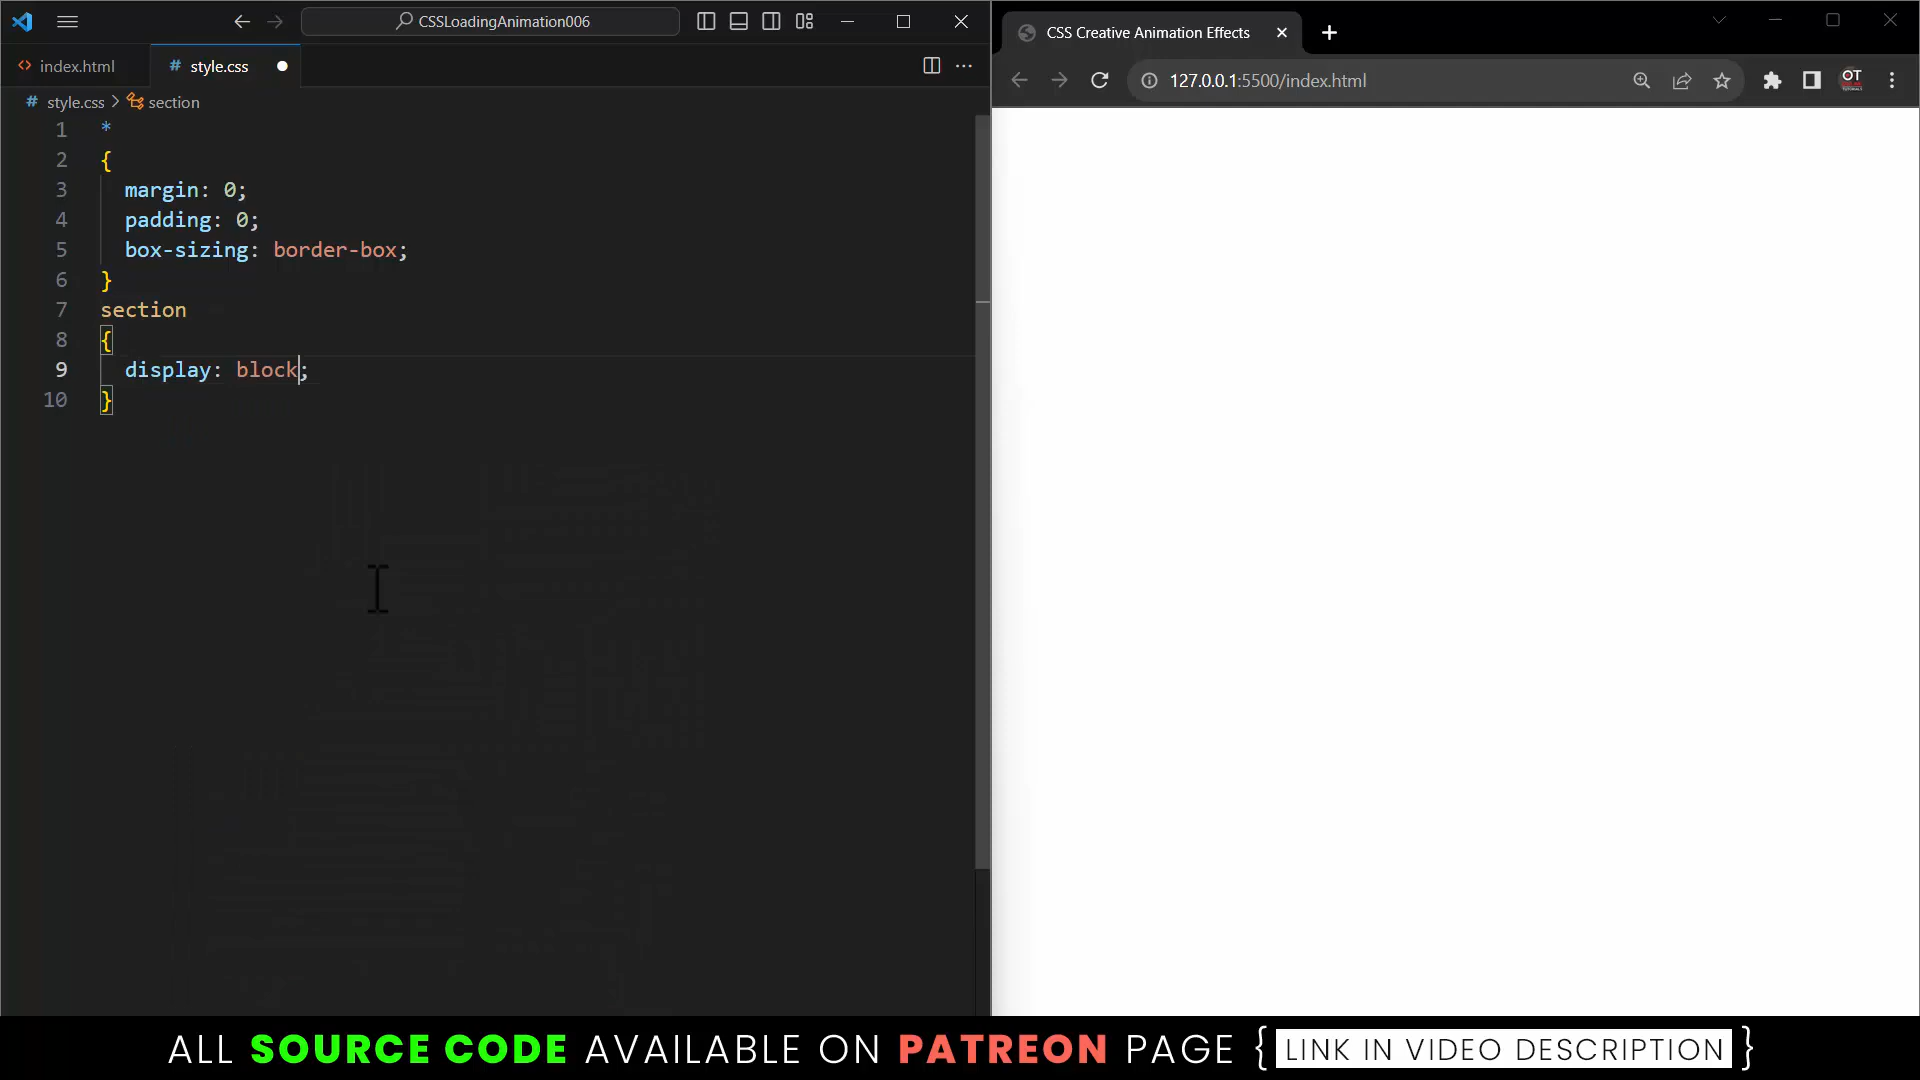 CSSLoadingAnimation006
index.html
# style.css
# style.css > section
1 *
2 {
3 margin: 0;
4 padding: 0;
5 box-sizing: border-box;
6 }
7 section
8 {
9 display: block;
10 }
CSS Creative Animation Effects
127.0.0.1:5500/index.html
OT
ALL SOURCE CODE AVAILABLE ON PATREON PAGE { LINK IN VIDEO DESCRIPTION }